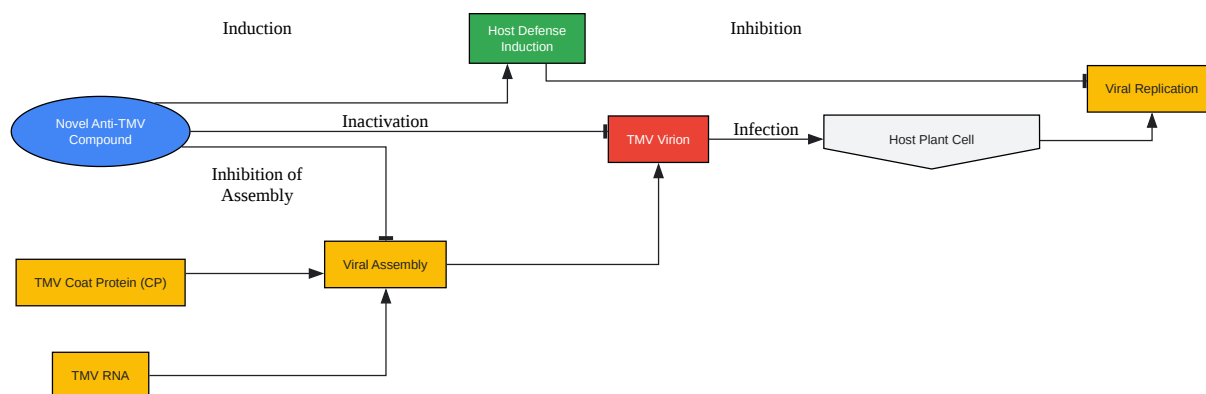 Induction
Host Defense
Induction
Inhibition
Viral Replication
Novel Anti-TMV
Compound
Inactivation
TMV Virion
Infection
Host Plant Cell
Inhibition of
Assembly
Viral Assembly
TMV Coat Protein (CP)
TMV RNA